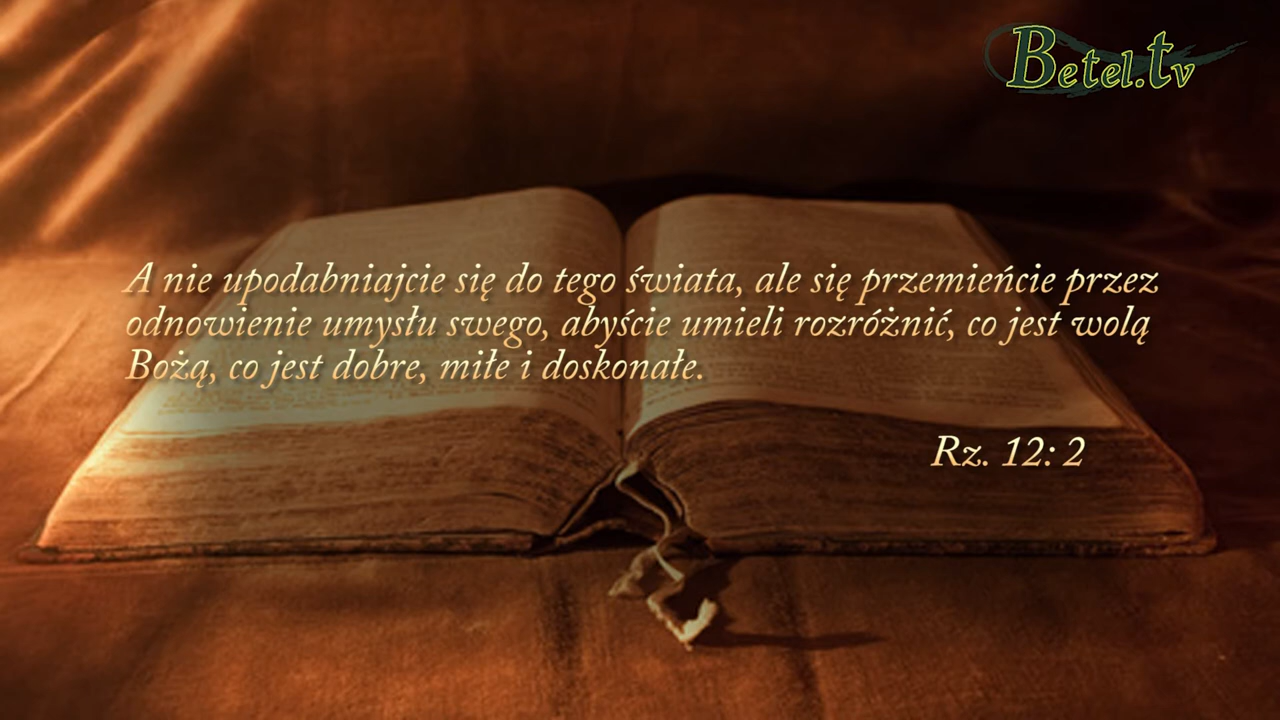 Betel.tv
A nie upodabniajcie się do tego świata, ale się przemieńcie przez
odnowienie umysłu swego, abyście umieli rozróżnić, co jest wolą
Bożą, co jest dobre, miłe i doskonałe.
Rz. 12: 2